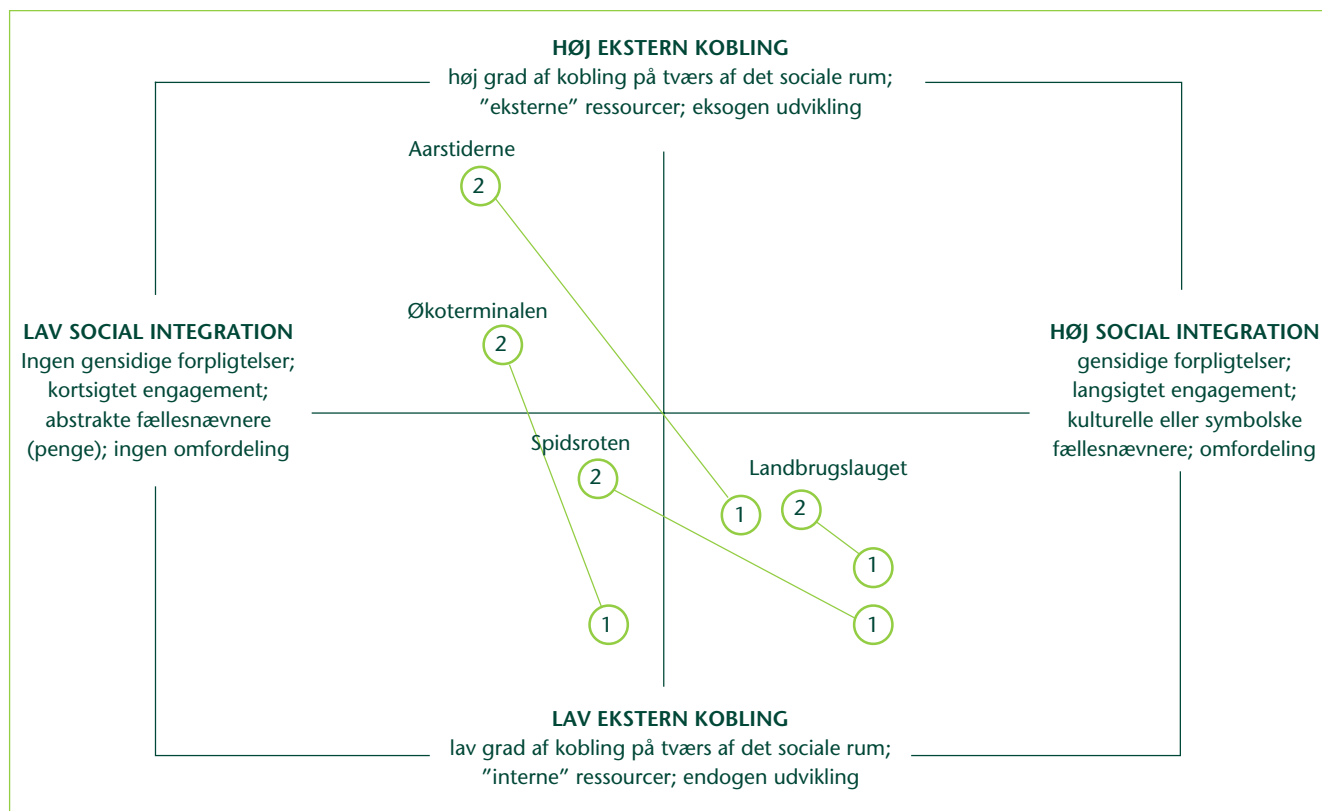 HØJ EKSTERN KOBLING
høj grad af kobling på tværs af det sociale rum;
”eksterne” ressourcer; eksogen udvikling
Aarstiderne
2
Økoterminalen
2
LAV SOCIAL INTEGRATION
Ingen gensidige forpligtelser;
kortsigtet engagement;
abstrakte fællesnævnere
(penge); ingen omfordeling
HØJ SOCIAL INTEGRATION
gensidige forpligtelser;
langsigtet engagement;
kulturelle eller symbolske
fællesnævnere; omfordeling
Spidsroten
2
Landbrugslauget
2
1
1
1
1
LAV EKSTERN KOBLING
lav grad af kobling på tværs af det sociale rum;
”interne” ressourcer; endogen udvikling